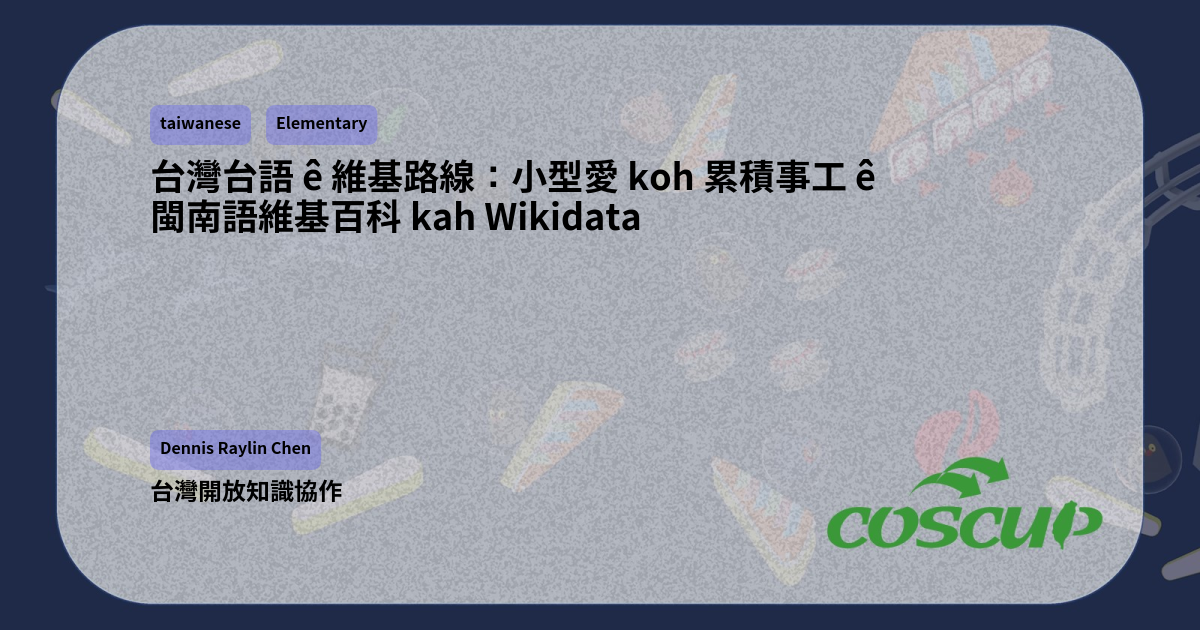 taiwanese Elementary
台灣台語 ê 維基路線：小型愛 koh 累積事工 ê
閩南語維基百科 kah Wikidata
Dennis Raylin Chen
台灣開放知識協作
COSCUP